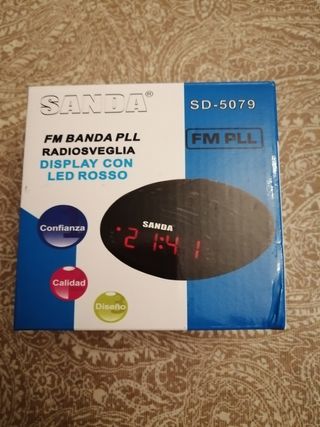 SANDA®
SD-5079
FM BANDA PLL
RADIOSVEGLIA
DISPLAY CON
LED ROSSO
FM PLL
SANDA
21:41
Confianza
Calidad
Diseño